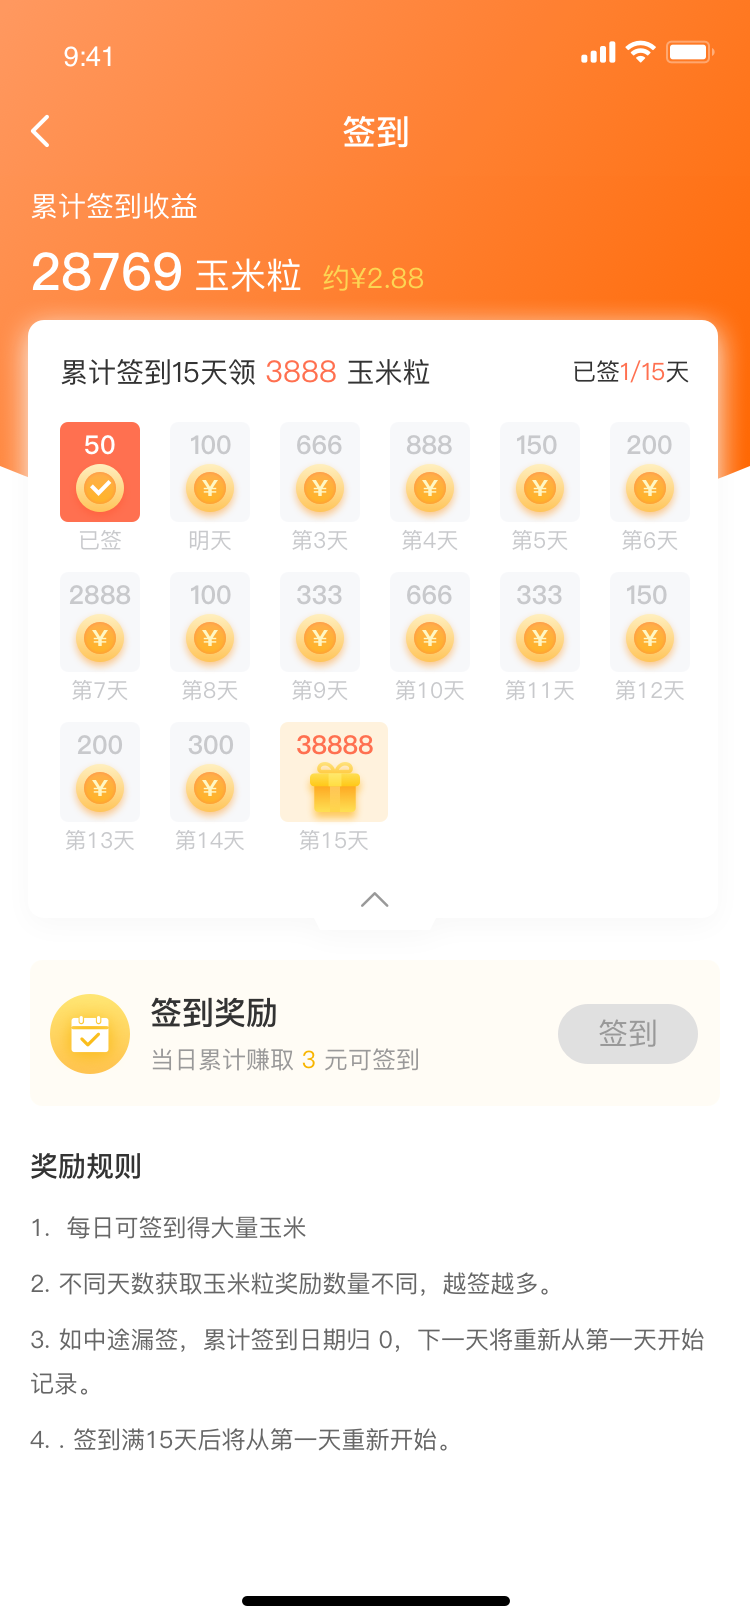 9:41
签到
累计签到收益
28769 玉米粒 约¥2.88
累计签到15天领 3888 玉米粒 已签1/15天
50 100 666 888 150 200
¥ ¥ ¥ ¥ ¥
已签 明天 第3天 第4天 第5天 第6天
2888 100 333 666 333 150
¥ ¥ ¥ ¥ ¥ ¥
第7天 第8天 第9天 第10天 第11天 第12天
200 300 38888
¥ ¥
第13天 第14天 第15天
签到奖励
当日累计赚取 3 元可签到
签到
奖励规则
1. 每日可签到得大量玉米
2. 不同天数获取玉米粒奖励数量不同，越签越多。
3. 如中途漏签，累计签到日期归 0，下一天将重新从第一天开始
记录。
4. . 签到满15天后将从第一天重新开始。